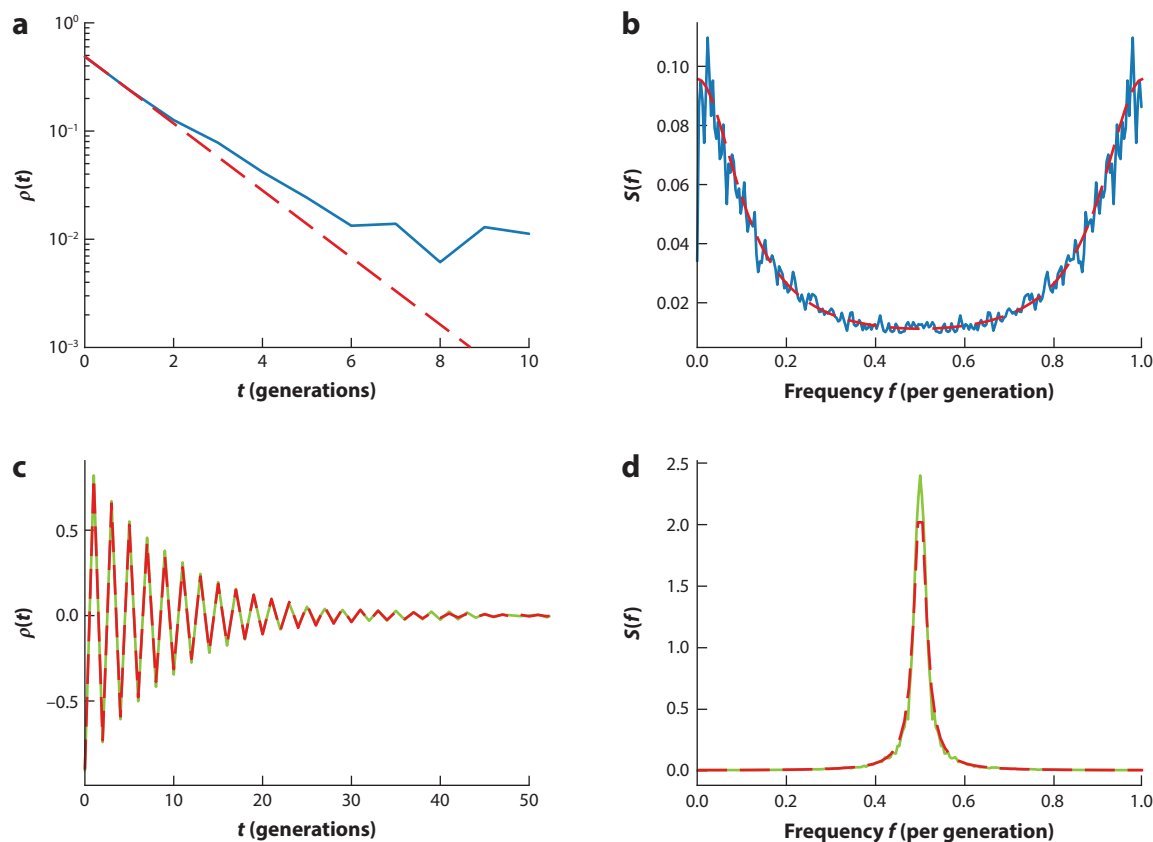 a
10⁰
10⁻¹
10⁻²
10⁻³
ρ(t)
0 2 4 6 8 10
t (generations)
b
0.10
0.08
0.06
0.04
0.02
S(f)
0.0 0.2 0.4 0.6 0.8 1.0
Frequency f (per generation)
c
0.5
0.0
−0.5
ρ(t)
0 10 20 30 40 50
t (generations)
d
2.5
2.0
1.5
1.0
0.5
0.0
S(f)
0.0 0.2 0.4 0.6 0.8 1.0
Frequency f (per generation)